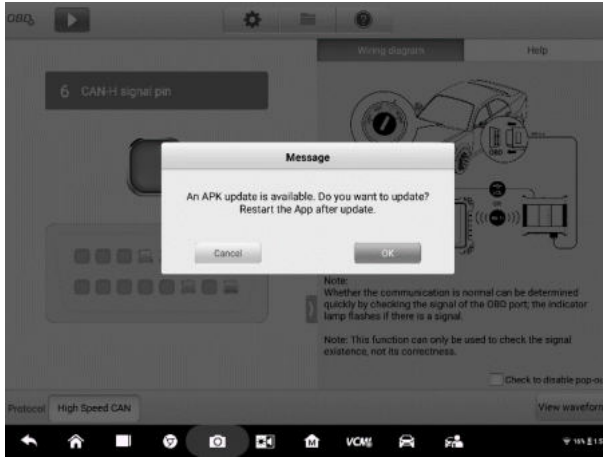 OBD
Wiring diagram
Help
6 CAN-H signal pin
OBD
Message
An APK update is available. Do you want to update?
Restart the App after update.
Cancel
OK
Note:
Whether the communication is normal can be determined
quickly by checking the signal of the OBD port; the indicator
lamp flashes if there is a signal.
Note: This function can only be used to check the signal
existence, not its correctness.
Check to disable pop-ou
Protocol
High Speed CAN
View waveform
VCMI
16%